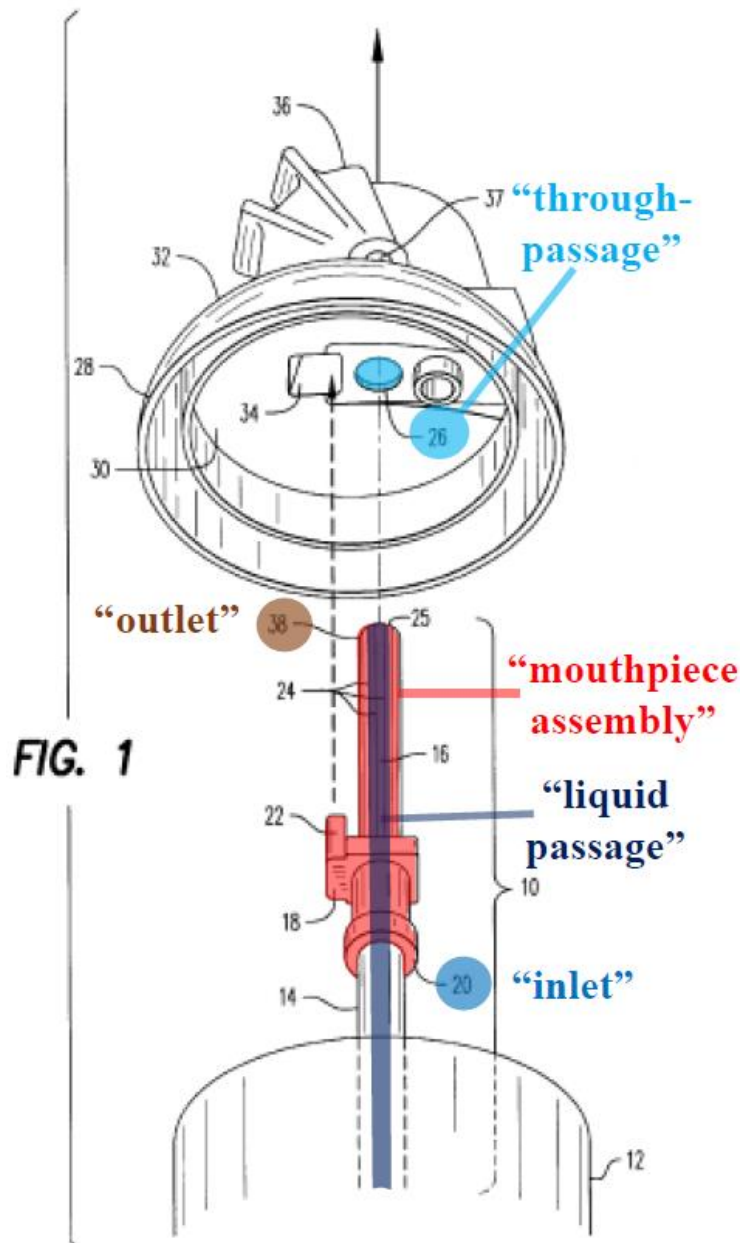 36
37
“through-
passage”
32
28
34
26
30
“outlet”
38
25
24
“mouthpiece
assembly”
16
FIG. 1
“liquid
passage”
22
10
18
20
“inlet”
14
12